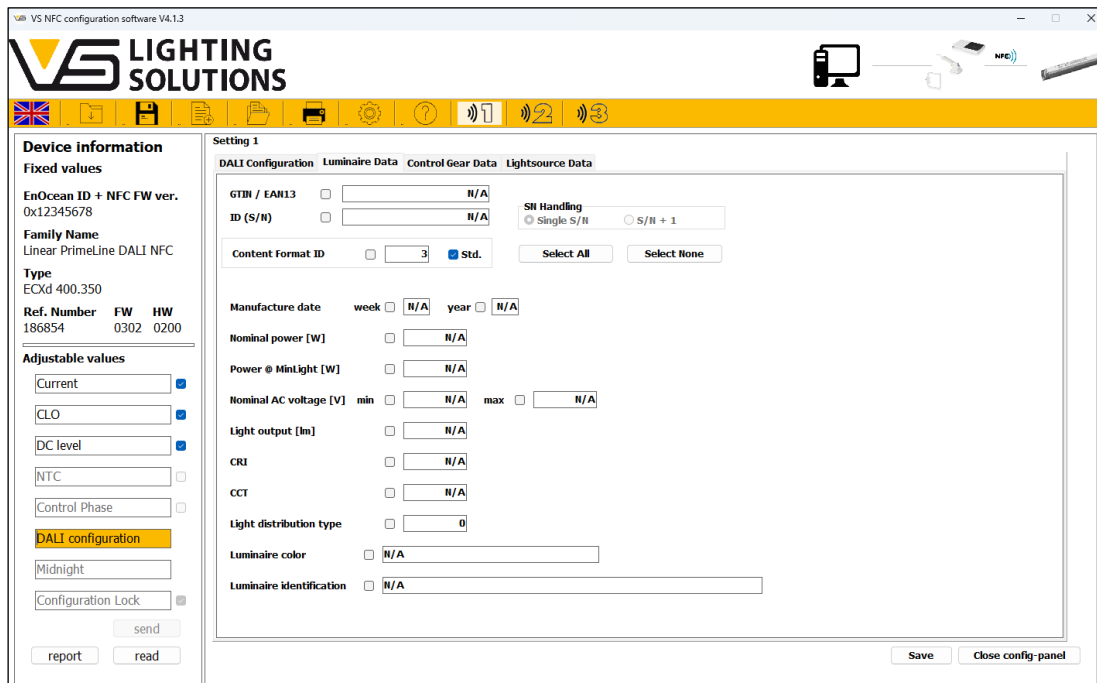 VS NFC configuration software V4.1.3
VS LIGHTING
SOLUTIONS
NFC
1 2 3
Device information
Fixed values
EnOcean ID + NFC FW ver.
0x12345678
Family Name
Linear PrimeLine DALI NFC
Type
ECXd 400.350
Ref. Number FW HW
186854 0302 0200
Adjustable values
Current
CLO
DC level
NTC
Control Phase
DALI configuration
Midnight
Configuration Lock
send
report read
Setting 1
DALI Configuration Luminaire Data Control Gear Data Lightsource Data
GTIN / EAN13 N/A
ID (S/N) N/A
SN Handling
Single S/N S/N + 1
Content Format ID 3 Std.
Select All Select None
Manufacture date week N/A year N/A
Nominal power [W] N/A
Power @ MinLight [W] N/A
Nominal AC voltage [V] min N/A max N/A
Light output [lm] N/A
CRI N/A
CCT N/A
Light distribution type 0
Luminaire color N/A
Luminaire identification N/A
Save Close config-panel